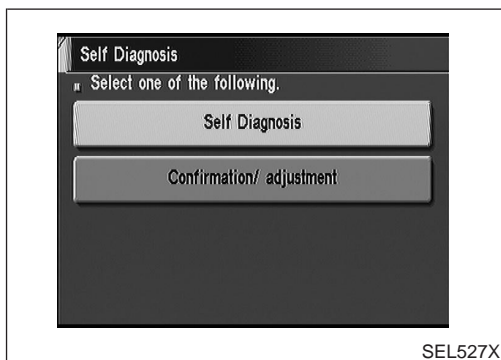 Self Diagnosis
Select one of the following.
Self Diagnosis
Confirmation/ adjustment
SEL527X